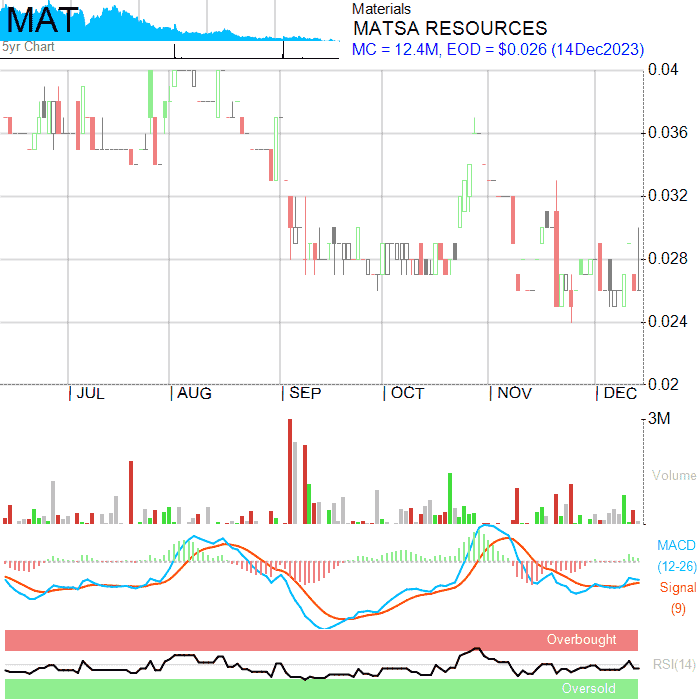 MAT
5yr Chart
Materials
MATSA RESOURCES
MC = 12.4M, EOD = $0.026 (14Dec2023)
0.04
0.036
0.032
0.028
0.024
0.02
JUL AUG SEP OCT NOV DEC
3M
Volume
MACD
(12-26)
Signal
(9)
Overbought
RSI(14)
Oversold